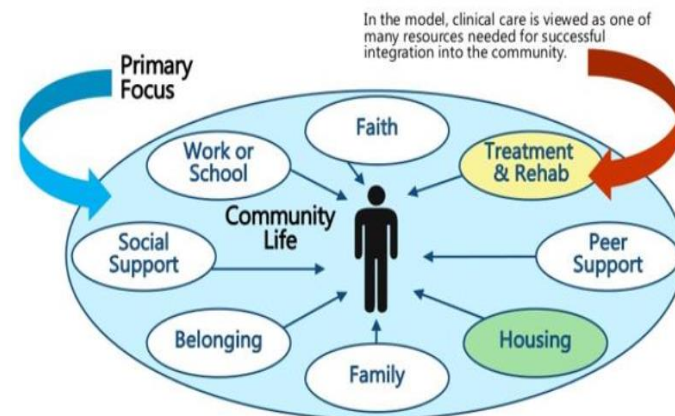 In the model, clinical care is viewed as one of
many resources needed for successful
integration into the community.
Primary
Focus
Faith
Work or
School
Treatment
& Rehab
Community
Life
Social
Support
Peer
Support
Belonging
Housing
Family